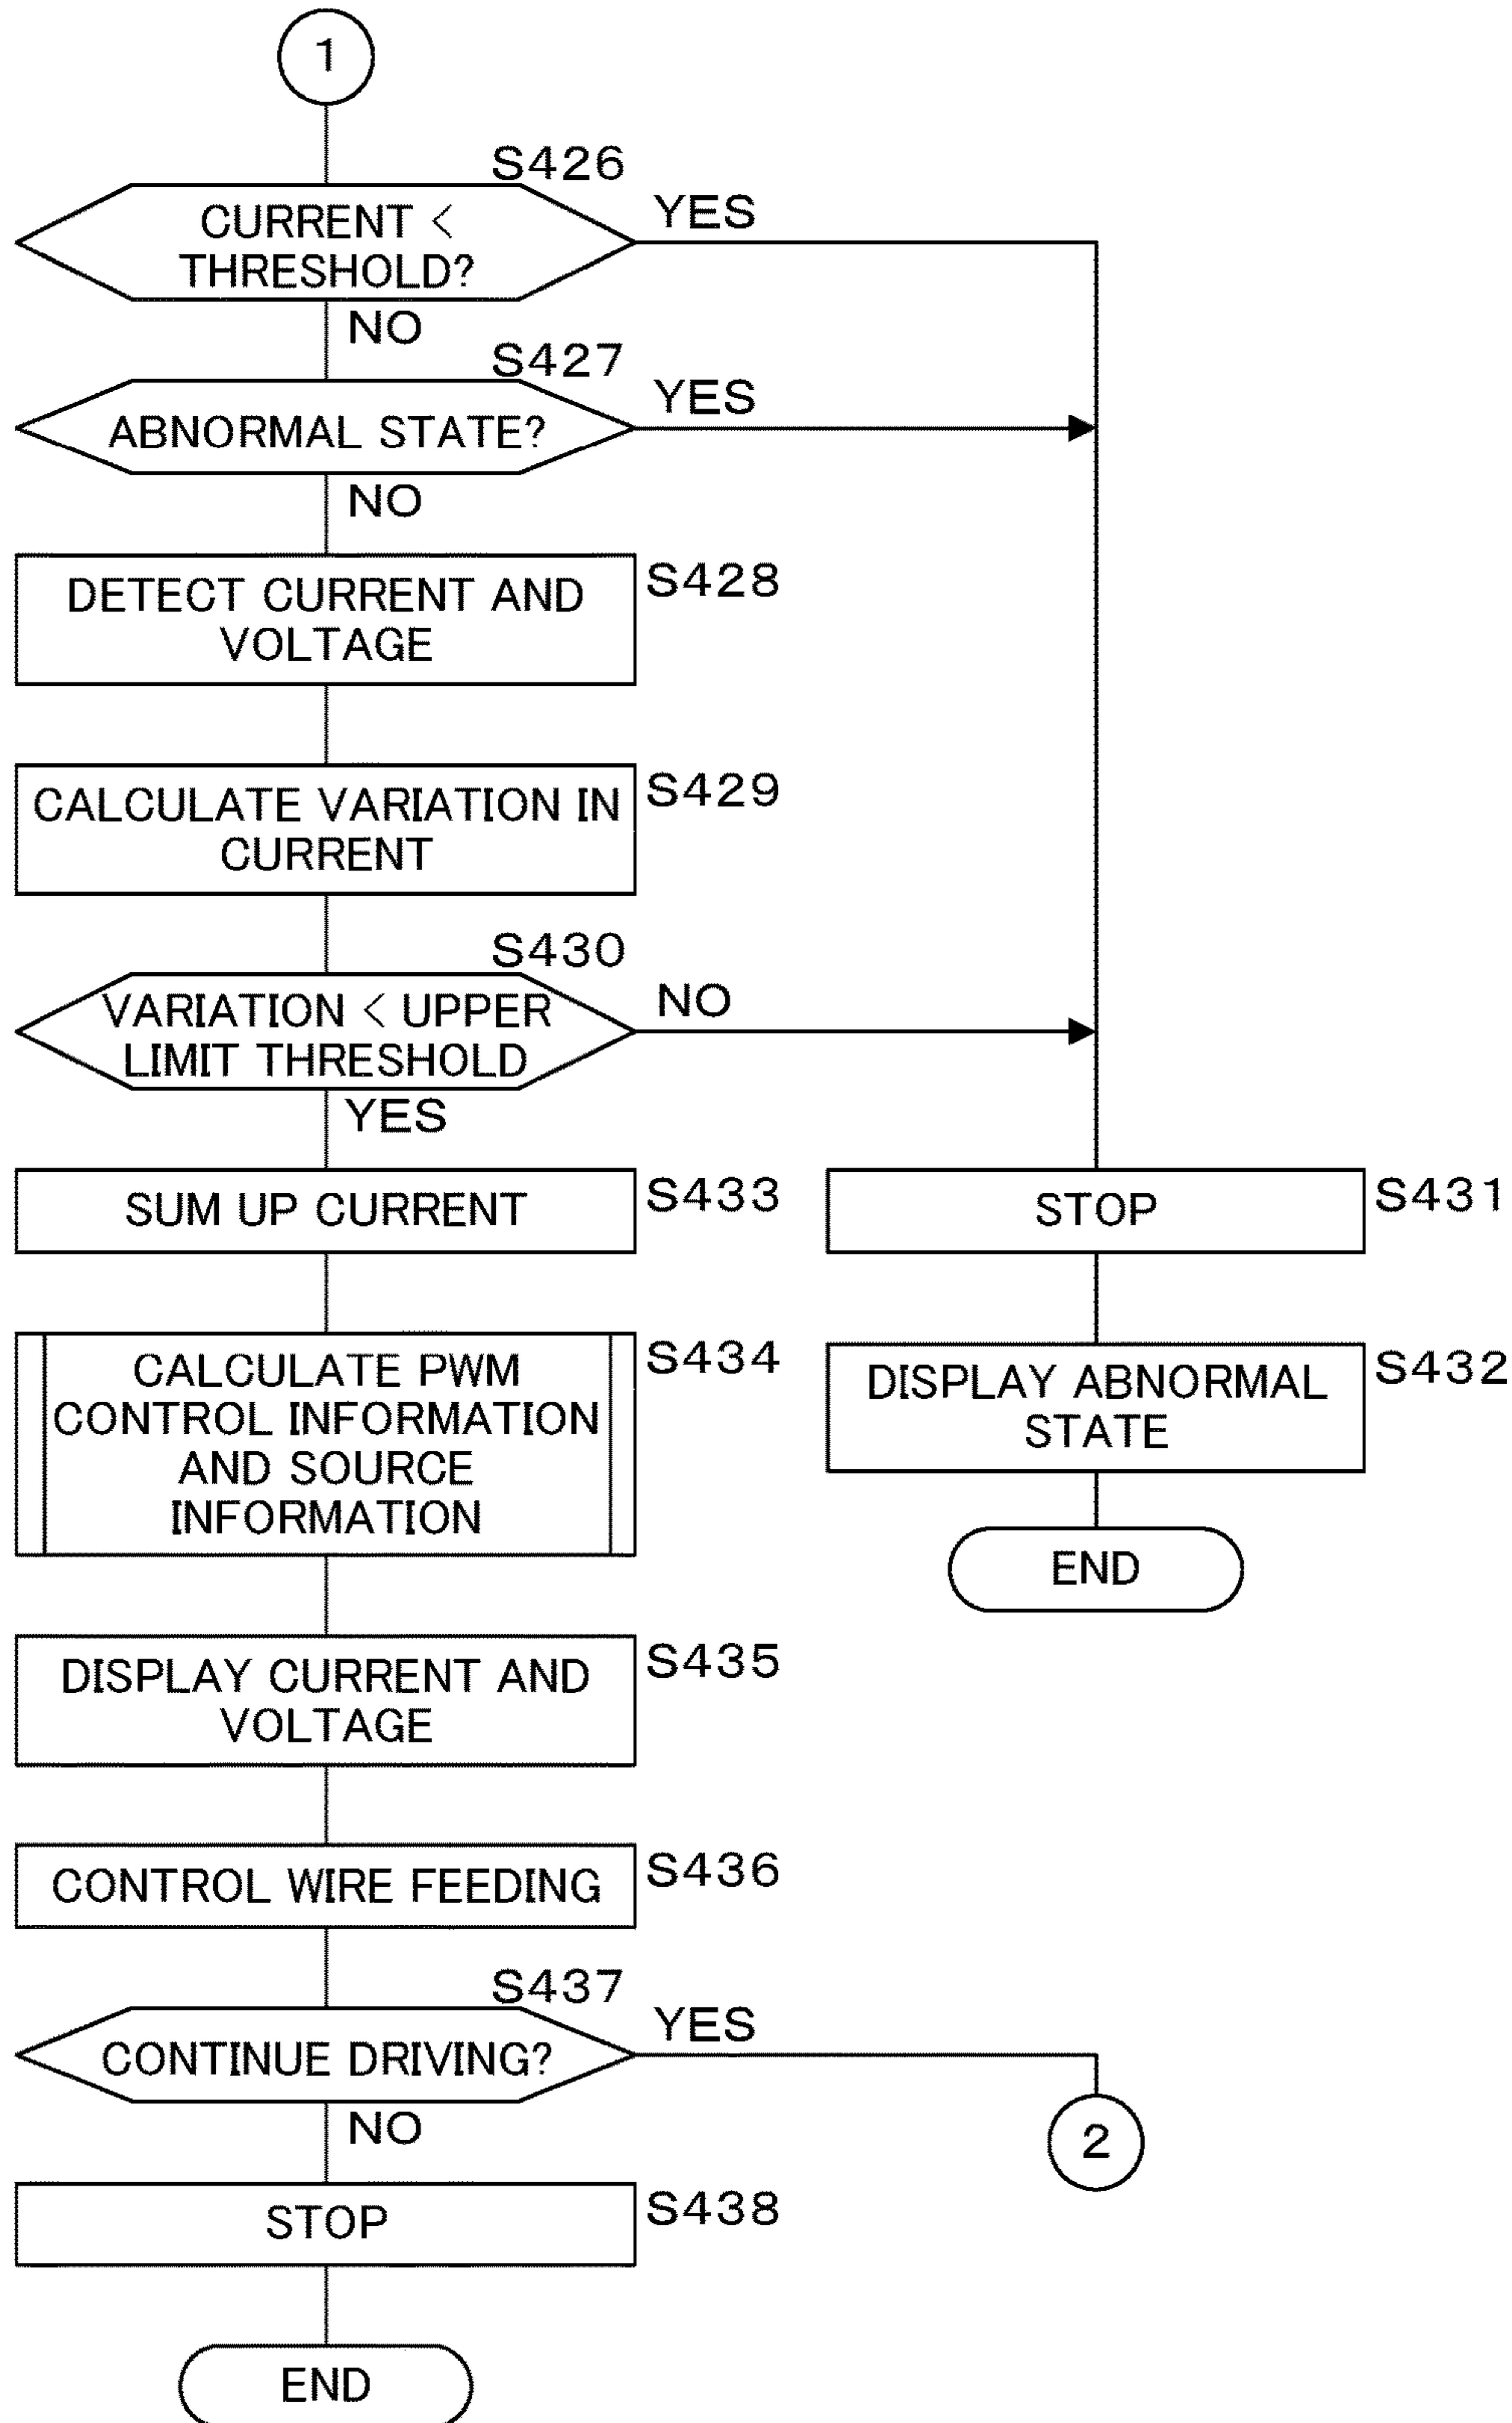 1
S426
CURRENT <
THRESHOLD?
YES
NO
S427
ABNORMAL STATE?
YES
NO
DETECT CURRENT AND
VOLTAGE
S428
CALCULATE VARIATION IN
CURRENT
S429
S430
VARIATION < UPPER
LIMIT THRESHOLD
NO
YES
SUM UP CURRENT
S433
STOP
S431
CALCULATE PWM
CONTROL INFORMATION
AND SOURCE
INFORMATION
S434
DISPLAY ABNORMAL
STATE
S432
END
DISPLAY CURRENT AND
VOLTAGE
S435
CONTROL WIRE FEEDING
S436
S437
CONTINUE DRIVING?
YES
NO
2
STOP
S438
END